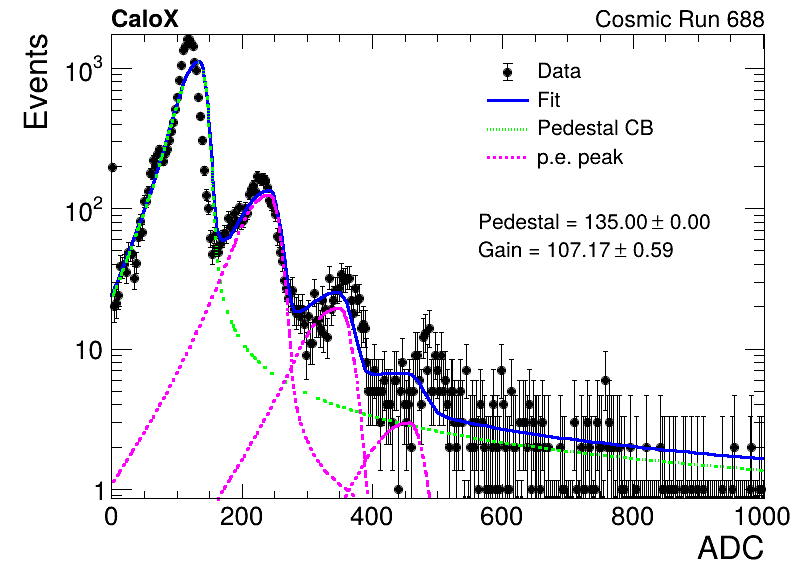 CaloX Cosmic Run 688
Events
10³
10²
10
1
Data
Fit
Pedestal CB
p.e. peak
Pedestal = 135.00 ± 0.00
Gain = 107.17 ± 0.59
0 200 400 600 800 1000
ADC